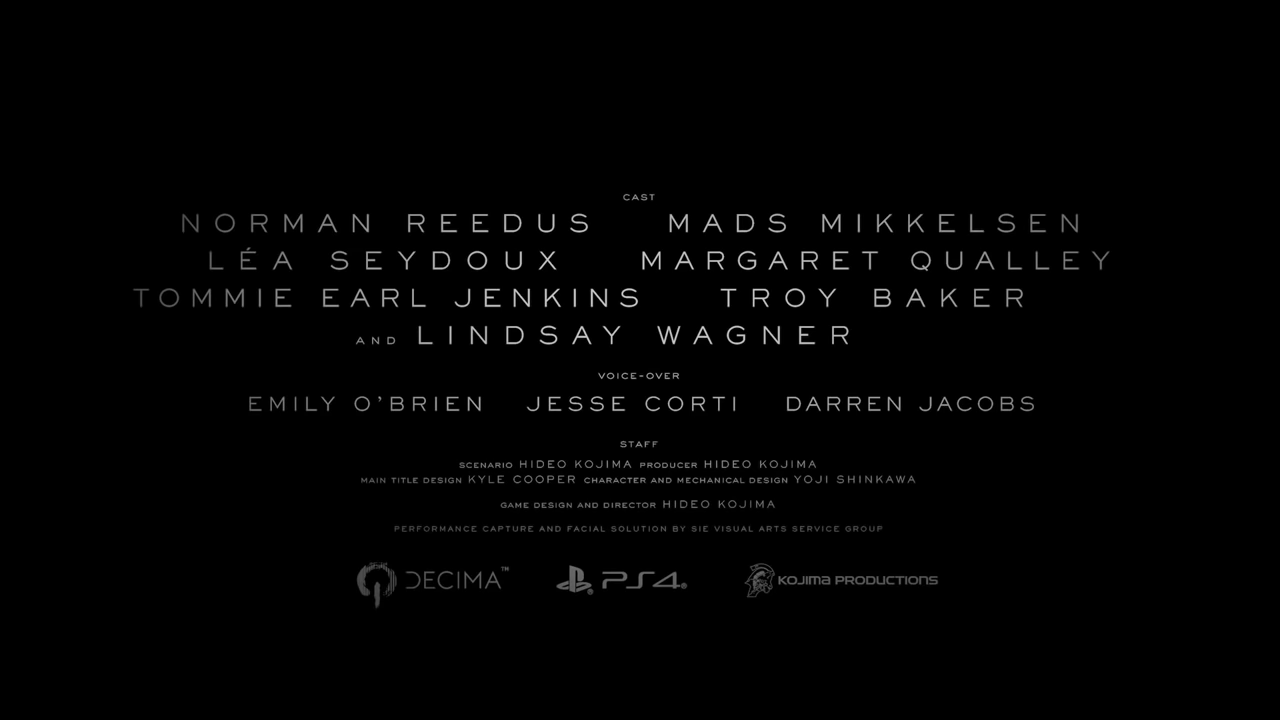 CAST
NORMAN REEDUS MADS MIKKELSEN
LÉA SEYDOUX MARGARET QUALLEY
TOMMIE EARL JENKINS TROY BAKER
AND LINDSAY WAGNER
VOICE-OVER
EMILY O'BRIEN JESSE CORTI DARREN JACOBS
STAFF
SCENARIO HIDEO KOJIMA PRODUCER HIDEO KOJIMA
MAIN TITLE DESIGN KYLE COOPER CHARACTER AND MECHANICAL DESIGN YOJI SHINKAWA
GAME DESIGN AND DIRECTOR HIDEO KOJIMA
PERFORMANCE CAPTURE AND FACIAL SOLUTION BY SIE VISUAL ARTS SERVICE GROUP
DECIMA™ PS4® KOJIMA PRODUCTIONS